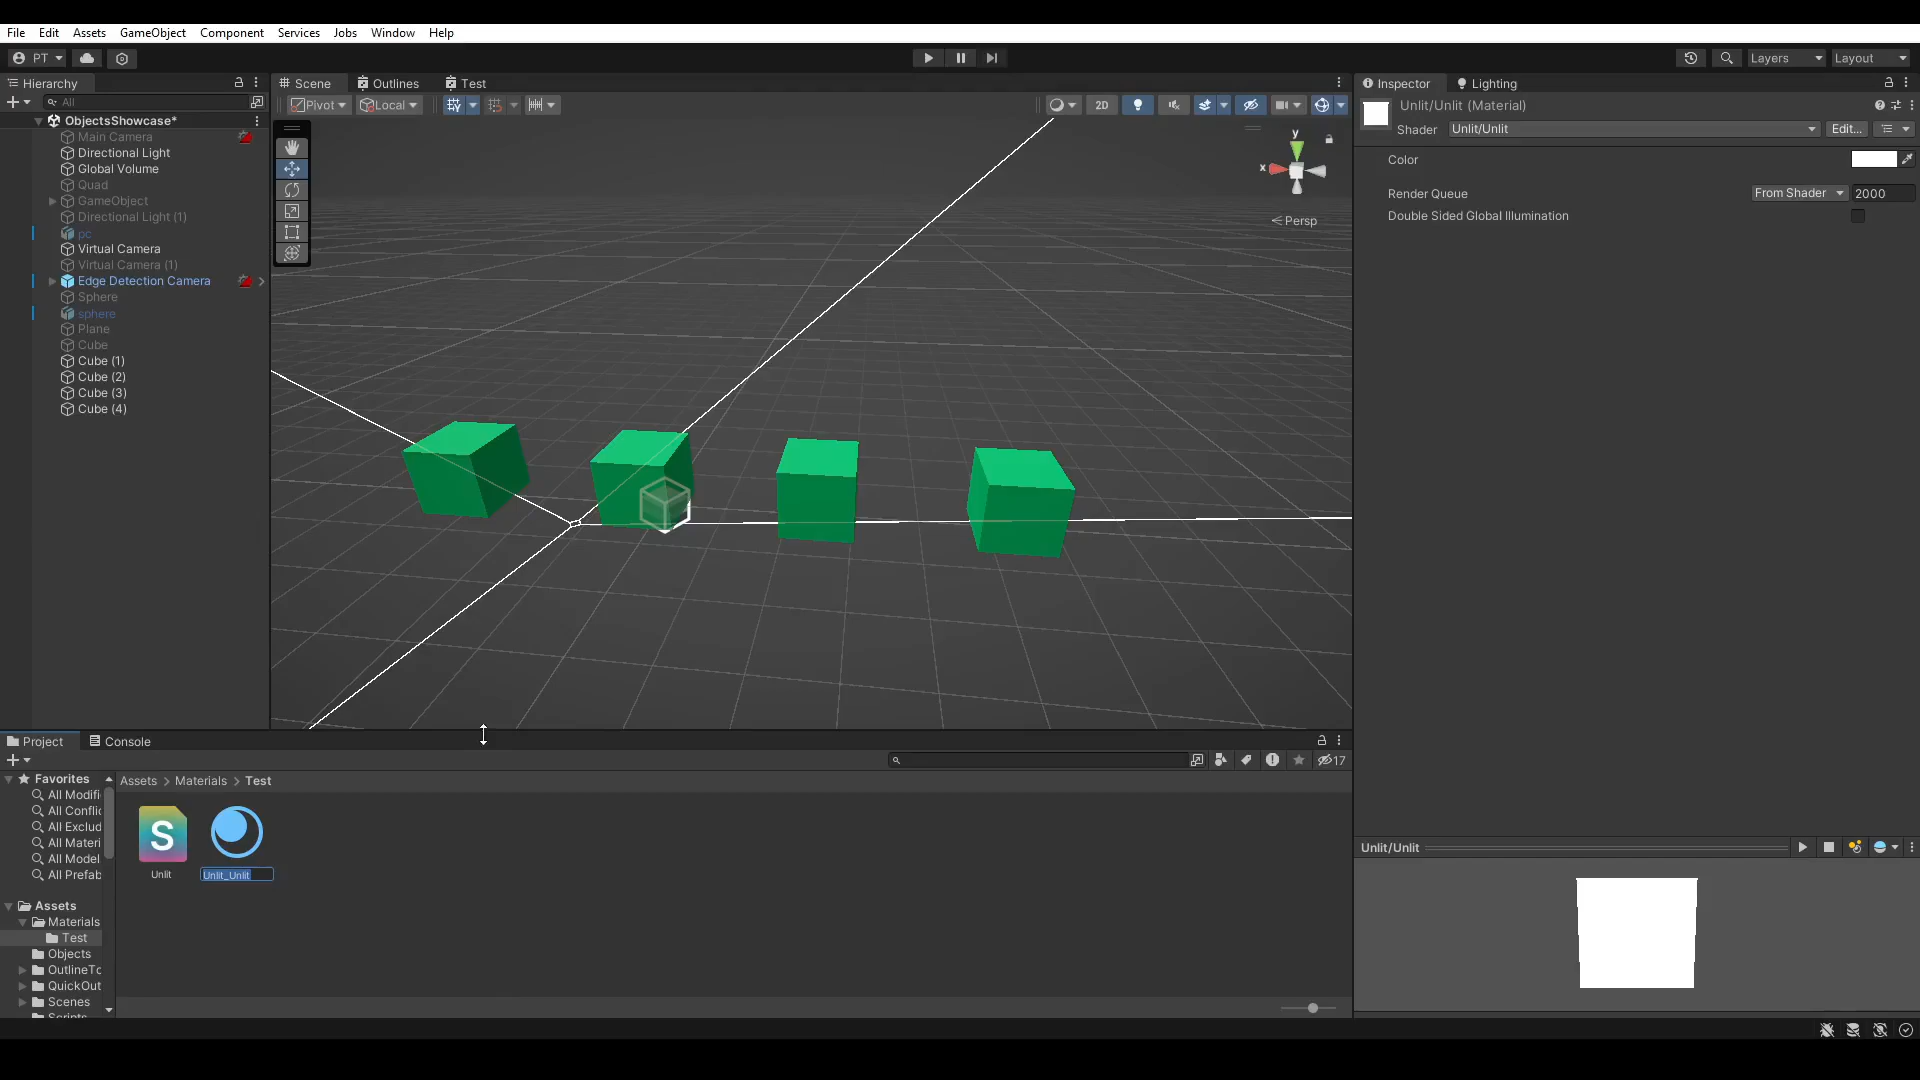 File Edit Assets GameObject Component Services Jobs Window Help
PT Layers Layout
Hierarchy
All
ObjectsShowcase*
Main Camera
Directional Light
Global Volume
Quad
GameObject
Directional Light (1)
pc
Virtual Camera
Virtual Camera (1)
Edge Detection Camera
Sphere
sphere
Plane
Cube
Cube (1)
Cube (2)
Cube (3)
Cube (4)
Scene Outlines Test
Pivot Local 2D
y
x
< Persp
Inspector Lighting
Unlit/Unlit (Material)
Shader Unlit/Unlit Edit...
Color
Render Queue From Shader 2000
Double Sided Global Illumination
Project Console
17
Favorites
All Modifi
All Conflic
All Exclud
All Materi
All Model
All Prefab
Assets
Materials
Test
Objects
OutlineTo
QuickOut
Scenes
Scripts
Assets > Materials > Test
S
Unlit
Unlit_Unlit
Unlit/Unlit